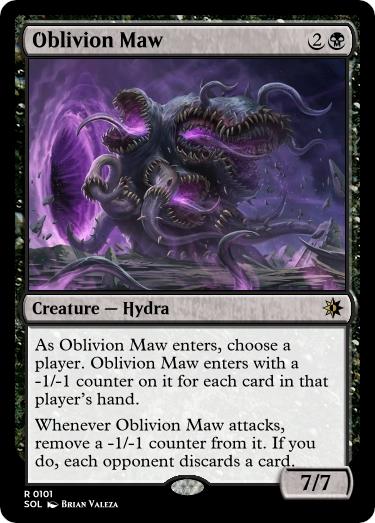 Oblivion Maw 2
Creature — Hydra
As Oblivion Maw enters, choose a
player. Oblivion Maw enters with a
-1/-1 counter on it for each card in that
player's hand.
Whenever Oblivion Maw attacks,
remove a -1/-1 counter from it. If you
do, each opponent discards a card.
7/7
R 0101
SOL Brian Valeza